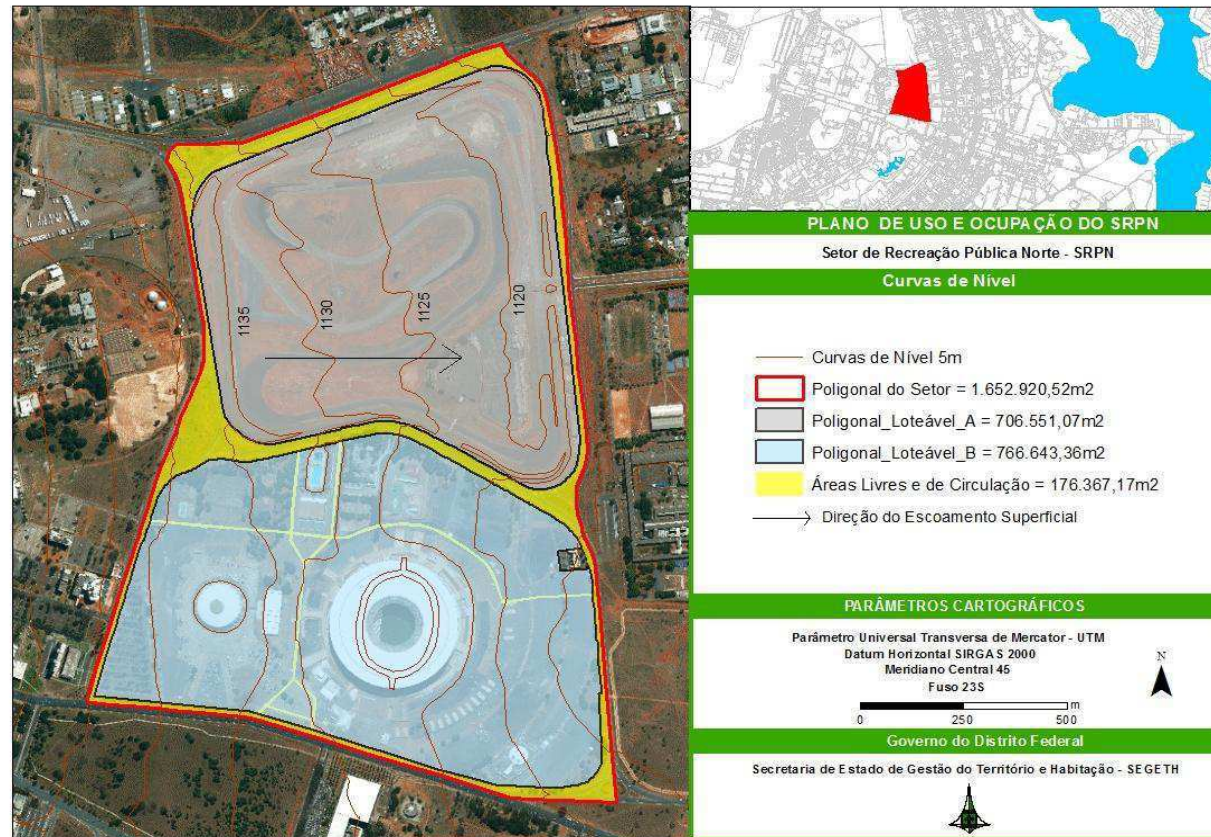 1135
1130
1125
1120
PLANO DE USO E OCUPAÇÃO DO SRPN
Setor de Recreação Pública Norte - SRPN
Curvas de Nível
Curvas de Nível 5m
Poligonal do Setor = 1.652.920,52m2
Poligonal_Loteável_A = 706.551,07m2
Poligonal_Loteável_B = 766.643,36m2
Áreas Livres e de Circulação = 176.367,17m2
Direção do Escoamento Superficial
PARÂMETROS CARTOGRÁFICOS
Parâmetro Universal Transversa de Mercator - UTM
Datum Horizontal SIRGAS 2000
Meridiano Central 45
Fuso 23S
N
m
0 250 500
Governo do Distrito Federal
Secretaria de Estado de Gestão do Território e Habitação - SEGETH